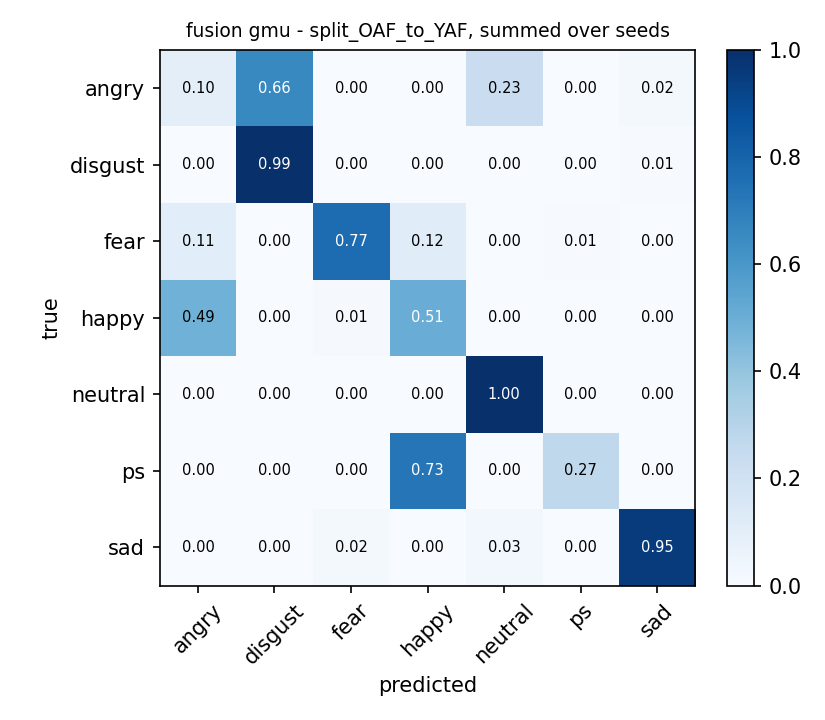 fusion gmu - split_OAF_to_YAF, summed over seeds
1.0
angry 0.10 0.66 0.00 0.00 0.23 0.00 0.02
disgust 0.00 0.99 0.00 0.00 0.00 0.00 0.01
0.8
fear 0.11 0.00 0.77 0.12 0.00 0.01 0.00
0.6
true
happy 0.49 0.00 0.01 0.51 0.00 0.00 0.00
0.4
neutral 0.00 0.00 0.00 0.00 1.00 0.00 0.00
ps 0.00 0.00 0.00 0.73 0.00 0.27 0.00
0.2
sad 0.00 0.00 0.02 0.00 0.03 0.00 0.95
0.0
angry disgust fear happy neutral ps sad
predicted